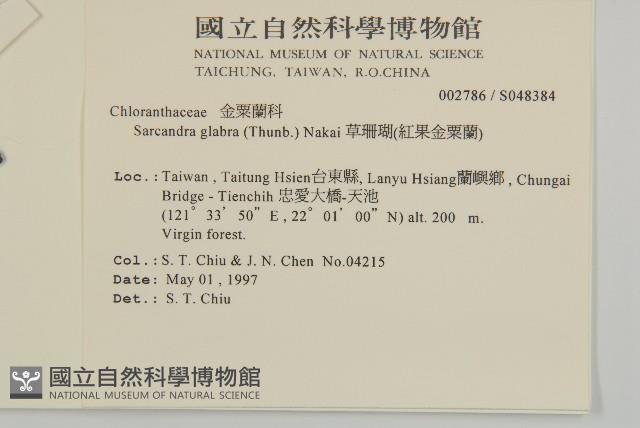 國立自然科學博物館
NATIONAL MUSEUM OF NATURAL SCIENCE
TAICHUNG, TAIWAN, R.O.CHINA
002786 / S048384
Chloranthaceae 金粟蘭科
Sarcandra glabra (Thunb.) Nakai 草珊瑚(紅果金粟蘭)
Loc.: Taiwan , Taitung Hsien台東縣, Lanyu Hsiang蘭嶼鄉 , Chungai
Bridge - Tienchih 忠愛大橋-天池
(121° 33’ 50” E , 22° 01’ 00” N) alt. 200 m.
Virgin forest.
Col.: S. T. Chiu & J. N. Chen No.04215
Date: May 01 , 1997
Det.: S. T. Chiu
國立自然科學博物館
NATIONAL MUSEUM OF NATURAL SCIENCE